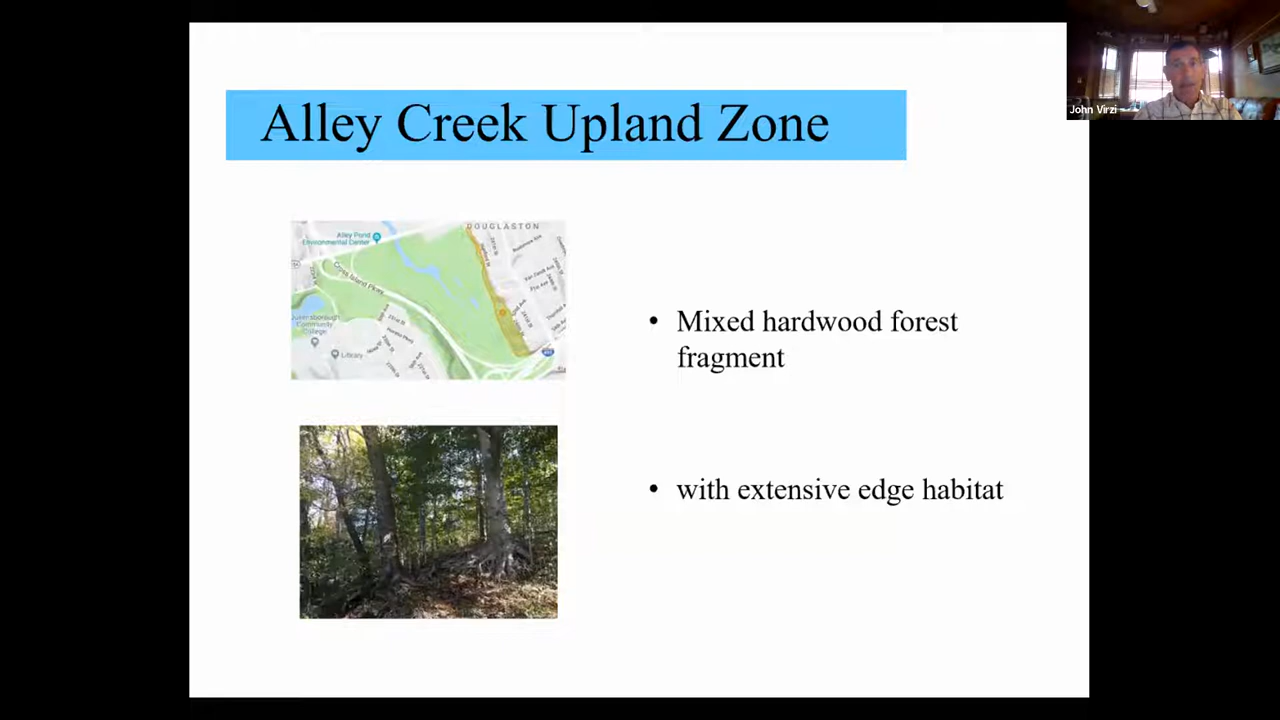 Alley Creek Upland Zone
John Virzi
DOUGLASTON
Alley Pond
Environmental Center
Cross Island Pkwy
Queensborough
Community
College
Library
• Mixed hardwood forest
fragment
• with extensive edge habitat